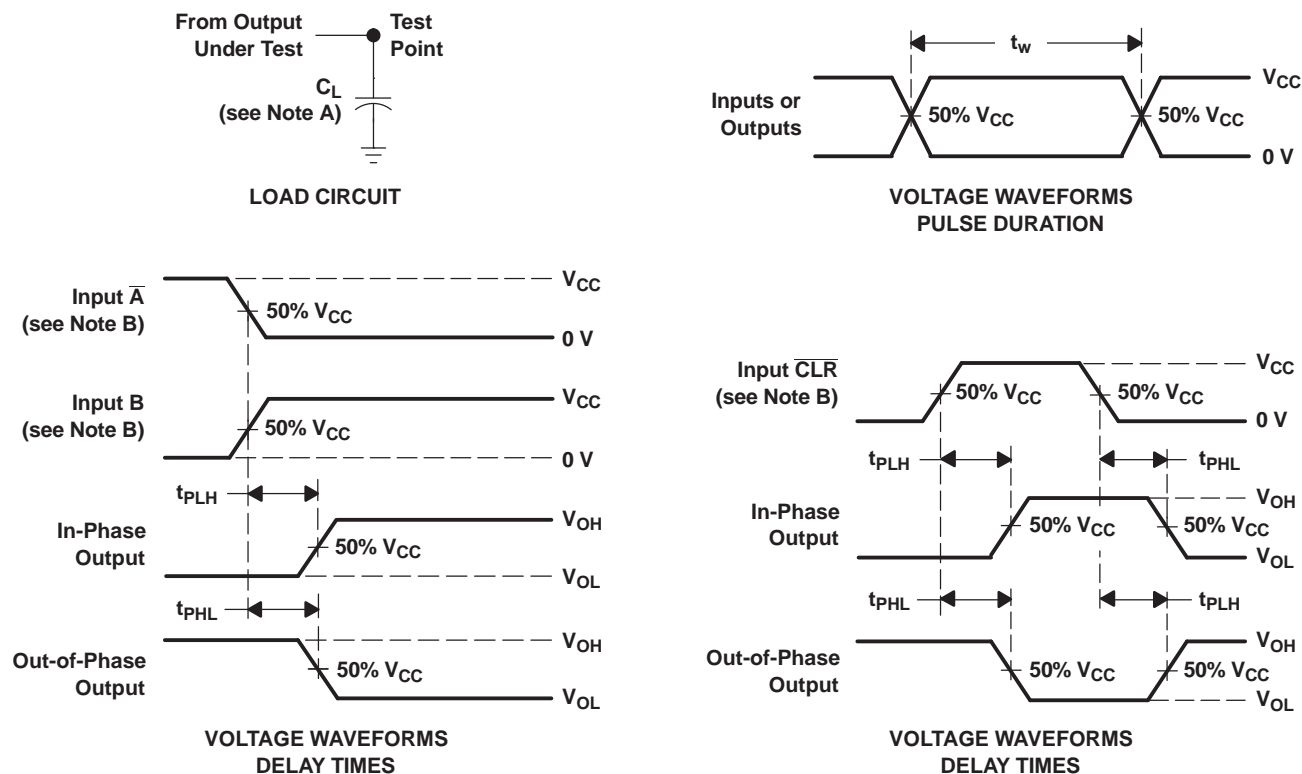 From Output
Under Test
Test
Point
C_L
(see Note A)
LOAD CIRCUIT
t_w
Inputs or
Outputs
50% V_CC
50% V_CC
V_CC
0 V
VOLTAGE WAVEFORMS
PULSE DURATION
Input A̅
(see Note B)
50% V_CC
V_CC
0 V
Input B
(see Note B)
50% V_CC
V_CC
0 V
t_PLH
In-Phase
Output
50% V_CC
V_OH
V_OL
t_PHL
Out-of-Phase
Output
50% V_CC
V_OH
V_OL
VOLTAGE WAVEFORMS
DELAY TIMES
Input C̅L̅R̅
(see Note B)
50% V_CC
50% V_CC
V_CC
0 V
t_PLH
t_PHL
In-Phase
Output
50% V_CC
50%
V_CC
V_OH
V_OL
t_PHL
t_PLH
Out-of-Phase
Output
50% V_CC
50% V_CC
V_OH
V_OL
VOLTAGE WAVEFORMS
DELAY TIMES